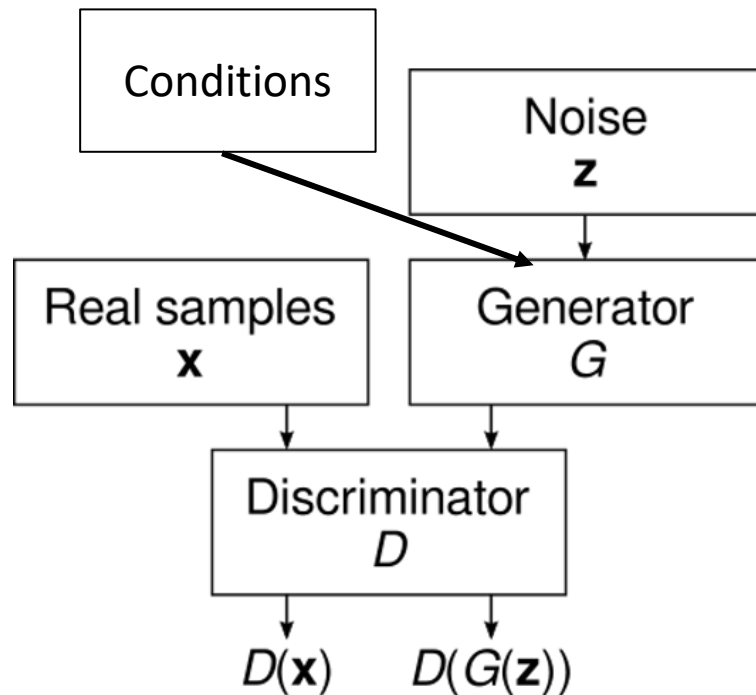 Conditions
Noise
z
Real samples
x
Generator
G
Discriminator
D
D(x)
D(G(z))